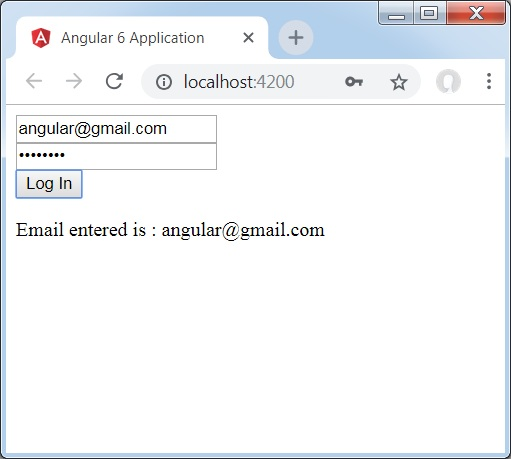 Angular 6 Application
localhost:4200
angular@gmail.com
••••••••
Log In
Email entered is : angular@gmail.com